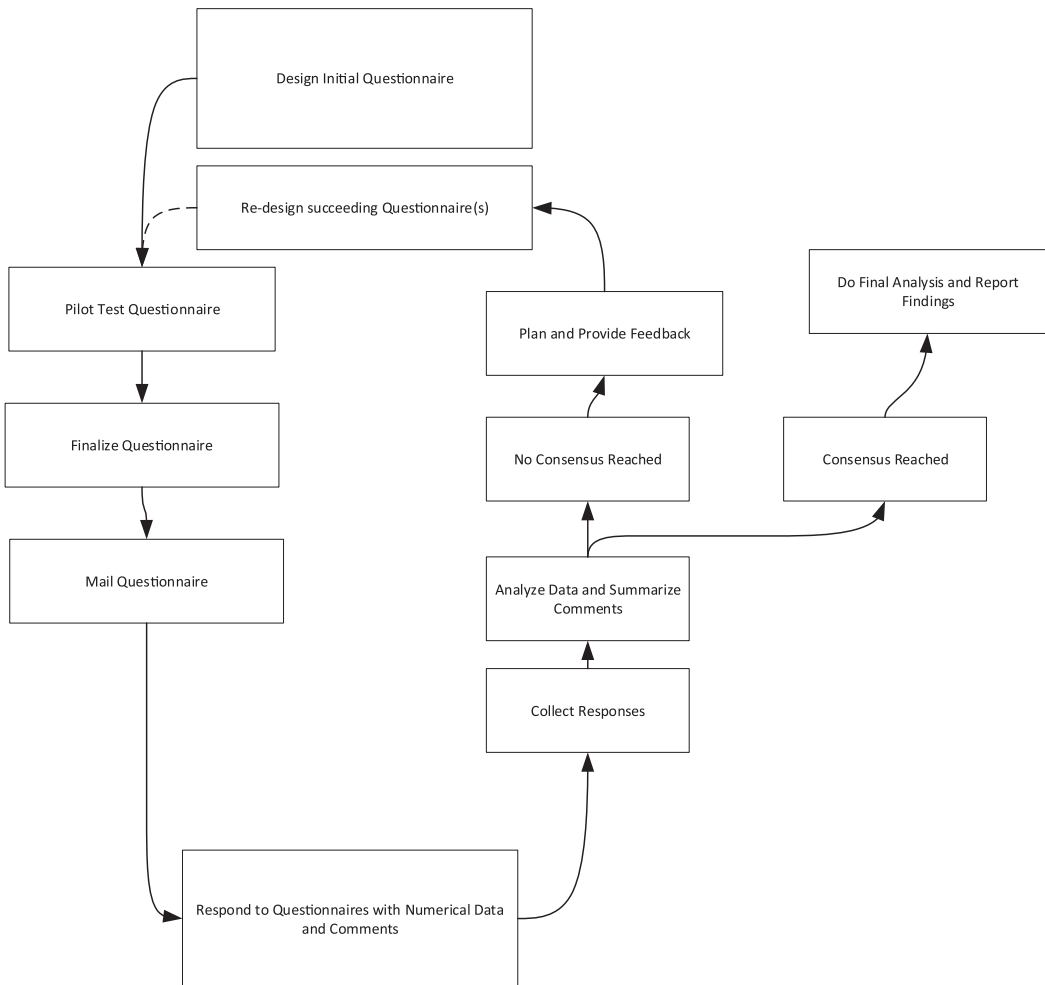 Design Initial Questionnaire
Re-design succeeding Questionnaire(s)
Pilot Test Questionnaire
Finalize Questionnaire
Mail Questionnaire
Respond to Questionnaires with Numerical Data
and Comments
Collect Responses
Analyze Data and Summarize
Comments
No Consensus Reached
Plan and Provide Feedback
Consensus Reached
Do Final Analysis and Report
Findings